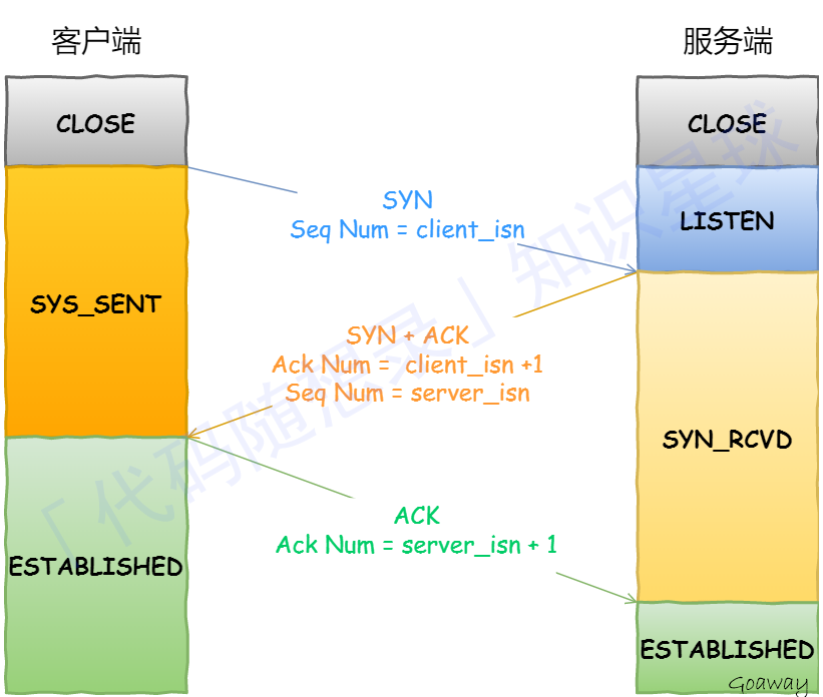 客户端
服务端
CLOSE
CLOSE
SYN
Seq Num = client_isn
LISTEN
SYS_SENT
SYN + ACK
Ack Num = client_isn +1
Seq Num = server_isn
SYN_RCVD
ACK
Ack Num = server_isn + 1
ESTABLISHED
ESTABLISHED
Goaway
「代码随想录」知识星球